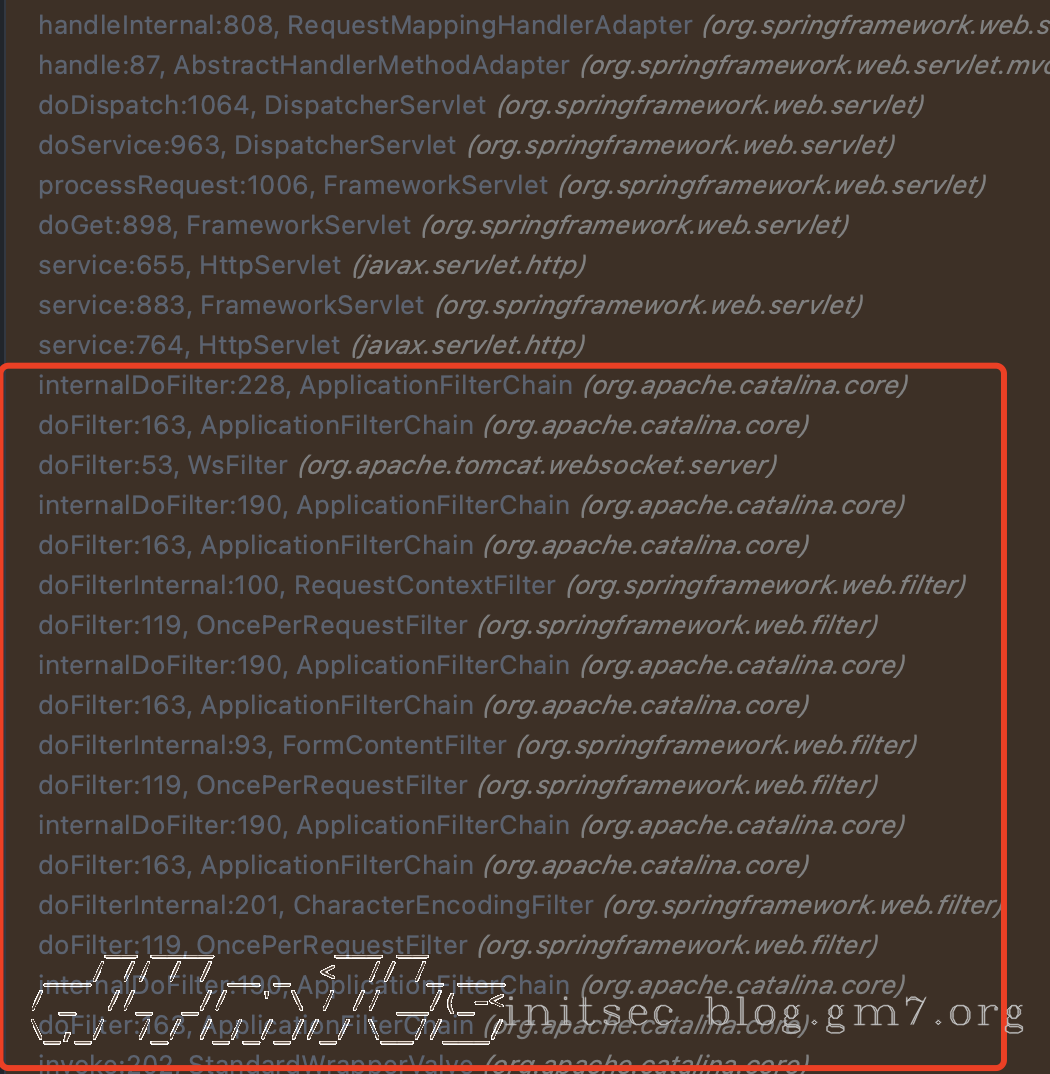 handleInternal:808, RequestMappingHandlerAdapter (org.springframework.web.s
handle:87, AbstractHandlerMethodAdapter (org.springframework.web.servlet.mvc
doDispatch:1064, DispatcherServlet (org.springframework.web.servlet)
doService:963, DispatcherServlet (org.springframework.web.servlet)
processRequest:1006, FrameworkServlet (org.springframework.web.servlet)
doGet:898, FrameworkServlet (org.springframework.web.servlet)
service:655, HttpServlet (javax.servlet.http)
service:883, FrameworkServlet (org.springframework.web.servlet)
service:764, HttpServlet (javax.servlet.http)
internalDoFilter:228, ApplicationFilterChain (org.apache.catalina.core)
doFilter:163, ApplicationFilterChain (org.apache.catalina.core)
doFilter:53, WsFilter (org.apache.tomcat.websocket.server)
internalDoFilter:190, ApplicationFilterChain (org.apache.catalina.core)
doFilter:163, ApplicationFilterChain (org.apache.catalina.core)
doFilterInternal:100, RequestContextFilter (org.springframework.web.filter)
doFilter:119, OncePerRequestFilter (org.springframework.web.filter)
internalDoFilter:190, ApplicationFilterChain (org.apache.catalina.core)
doFilter:163, ApplicationFilterChain (org.apache.catalina.core)
doFilterInternal:93, FormContentFilter (org.springframework.web.filter)
doFilter:119, OncePerRequestFilter (org.springframework.web.filter)
internalDoFilter:190, ApplicationFilterChain (org.apache.catalina.core)
doFilter:163, ApplicationFilterChain (org.apache.catalina.core)
doFilterInternal:201, CharacterEncodingFilter (org.springframework.web.filter)
doFilter:119, OncePerRequestFilter (org.springframework.web.filter)
internalDoFilter:190, ApplicationFilterChain (org.apache.catalina.core)
doFilter:163, ApplicationFilterChain (org.apache.catalina.core)
initsec blog.gm7.org
invoke:202, StandardWrapperValve (org.apache.catalina.core)